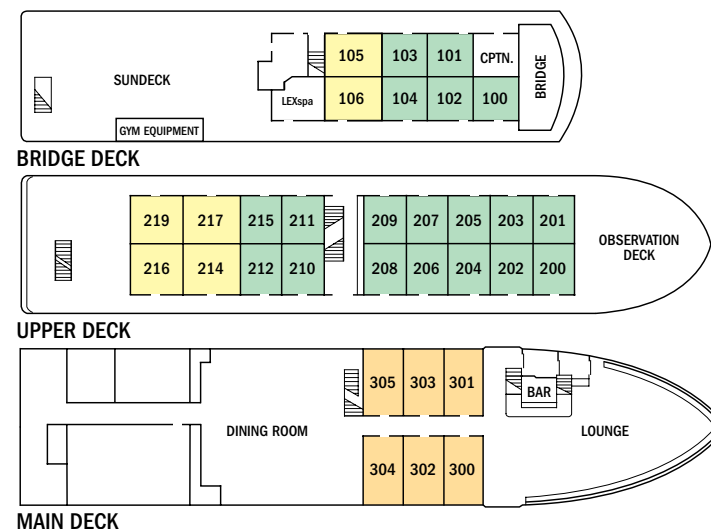 105 103 101 CPTN.
SUNDECK
BRIDGE
LEXspa 106 104 102 100
GYM EQUIPMENT
BRIDGE DECK
219 217 215 211 209 207 205 203 201
OBSERVATION
DECK
216 214 212 210 208 206 204 202 200
UPPER DECK
305 303 301
BAR
DINING ROOM
LOUNGE
304 302 300
MAIN DECK